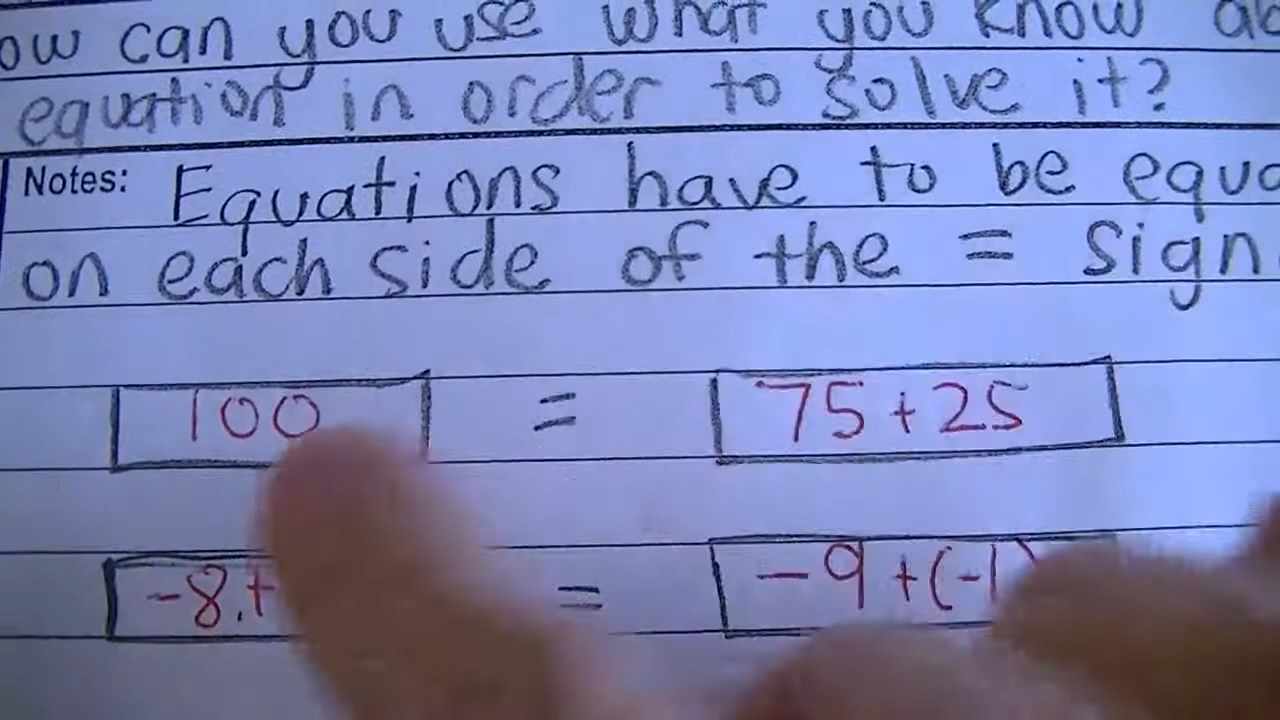 ow can you use what you know ab
equation in order to solve it?
Notes: Equations have to be equa
on each side of the = sign
100 = 75+25
-8+ = -9+(-1)